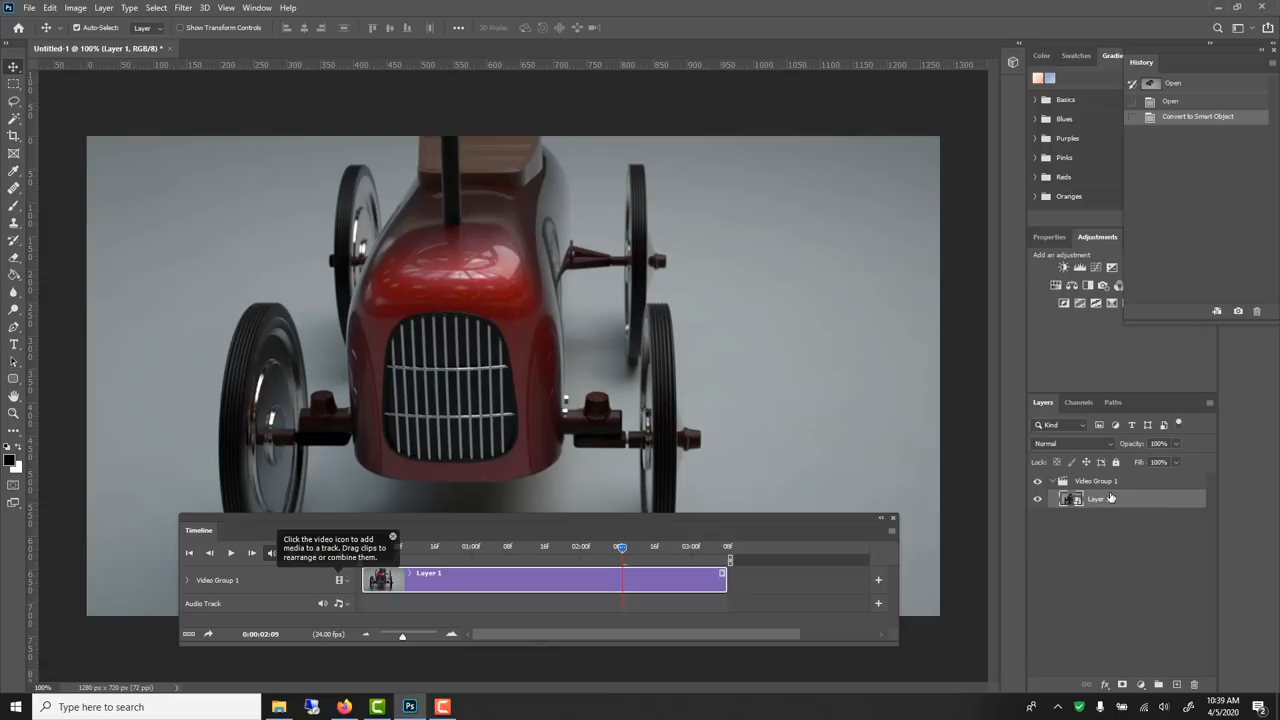 File Edit Image Layer Type Select Filter 3D View Window Help
Auto-Select: Layer Show Transform Controls 3D Mode:
Untitled-1 @ 100% (Layer 1, RGB/8) *
Color Swatches Gradie
History
Open
Open
Convert to Smart Object
Basics
Blues
Purples
Pinks
Reds
Oranges
Properties Adjustments
Add an adjustment
Layers Channels Paths
Kind
Normal Opacity: 100%
Lock: Fill: 100%
Video Group 1
Layer
Timeline
Click the video icon to add
media to a track. Drag clips to
rearrange or combine them.
16f 01:00f 08f 16f 02:00f 16f 03:00f
Video Group 1 Layer 1
Audio Track
0:00:02:09 (24.00 fps)
100% 1280 px x 720 px (72 ppi)
Type here to search
10:39 AM
4/5/2020